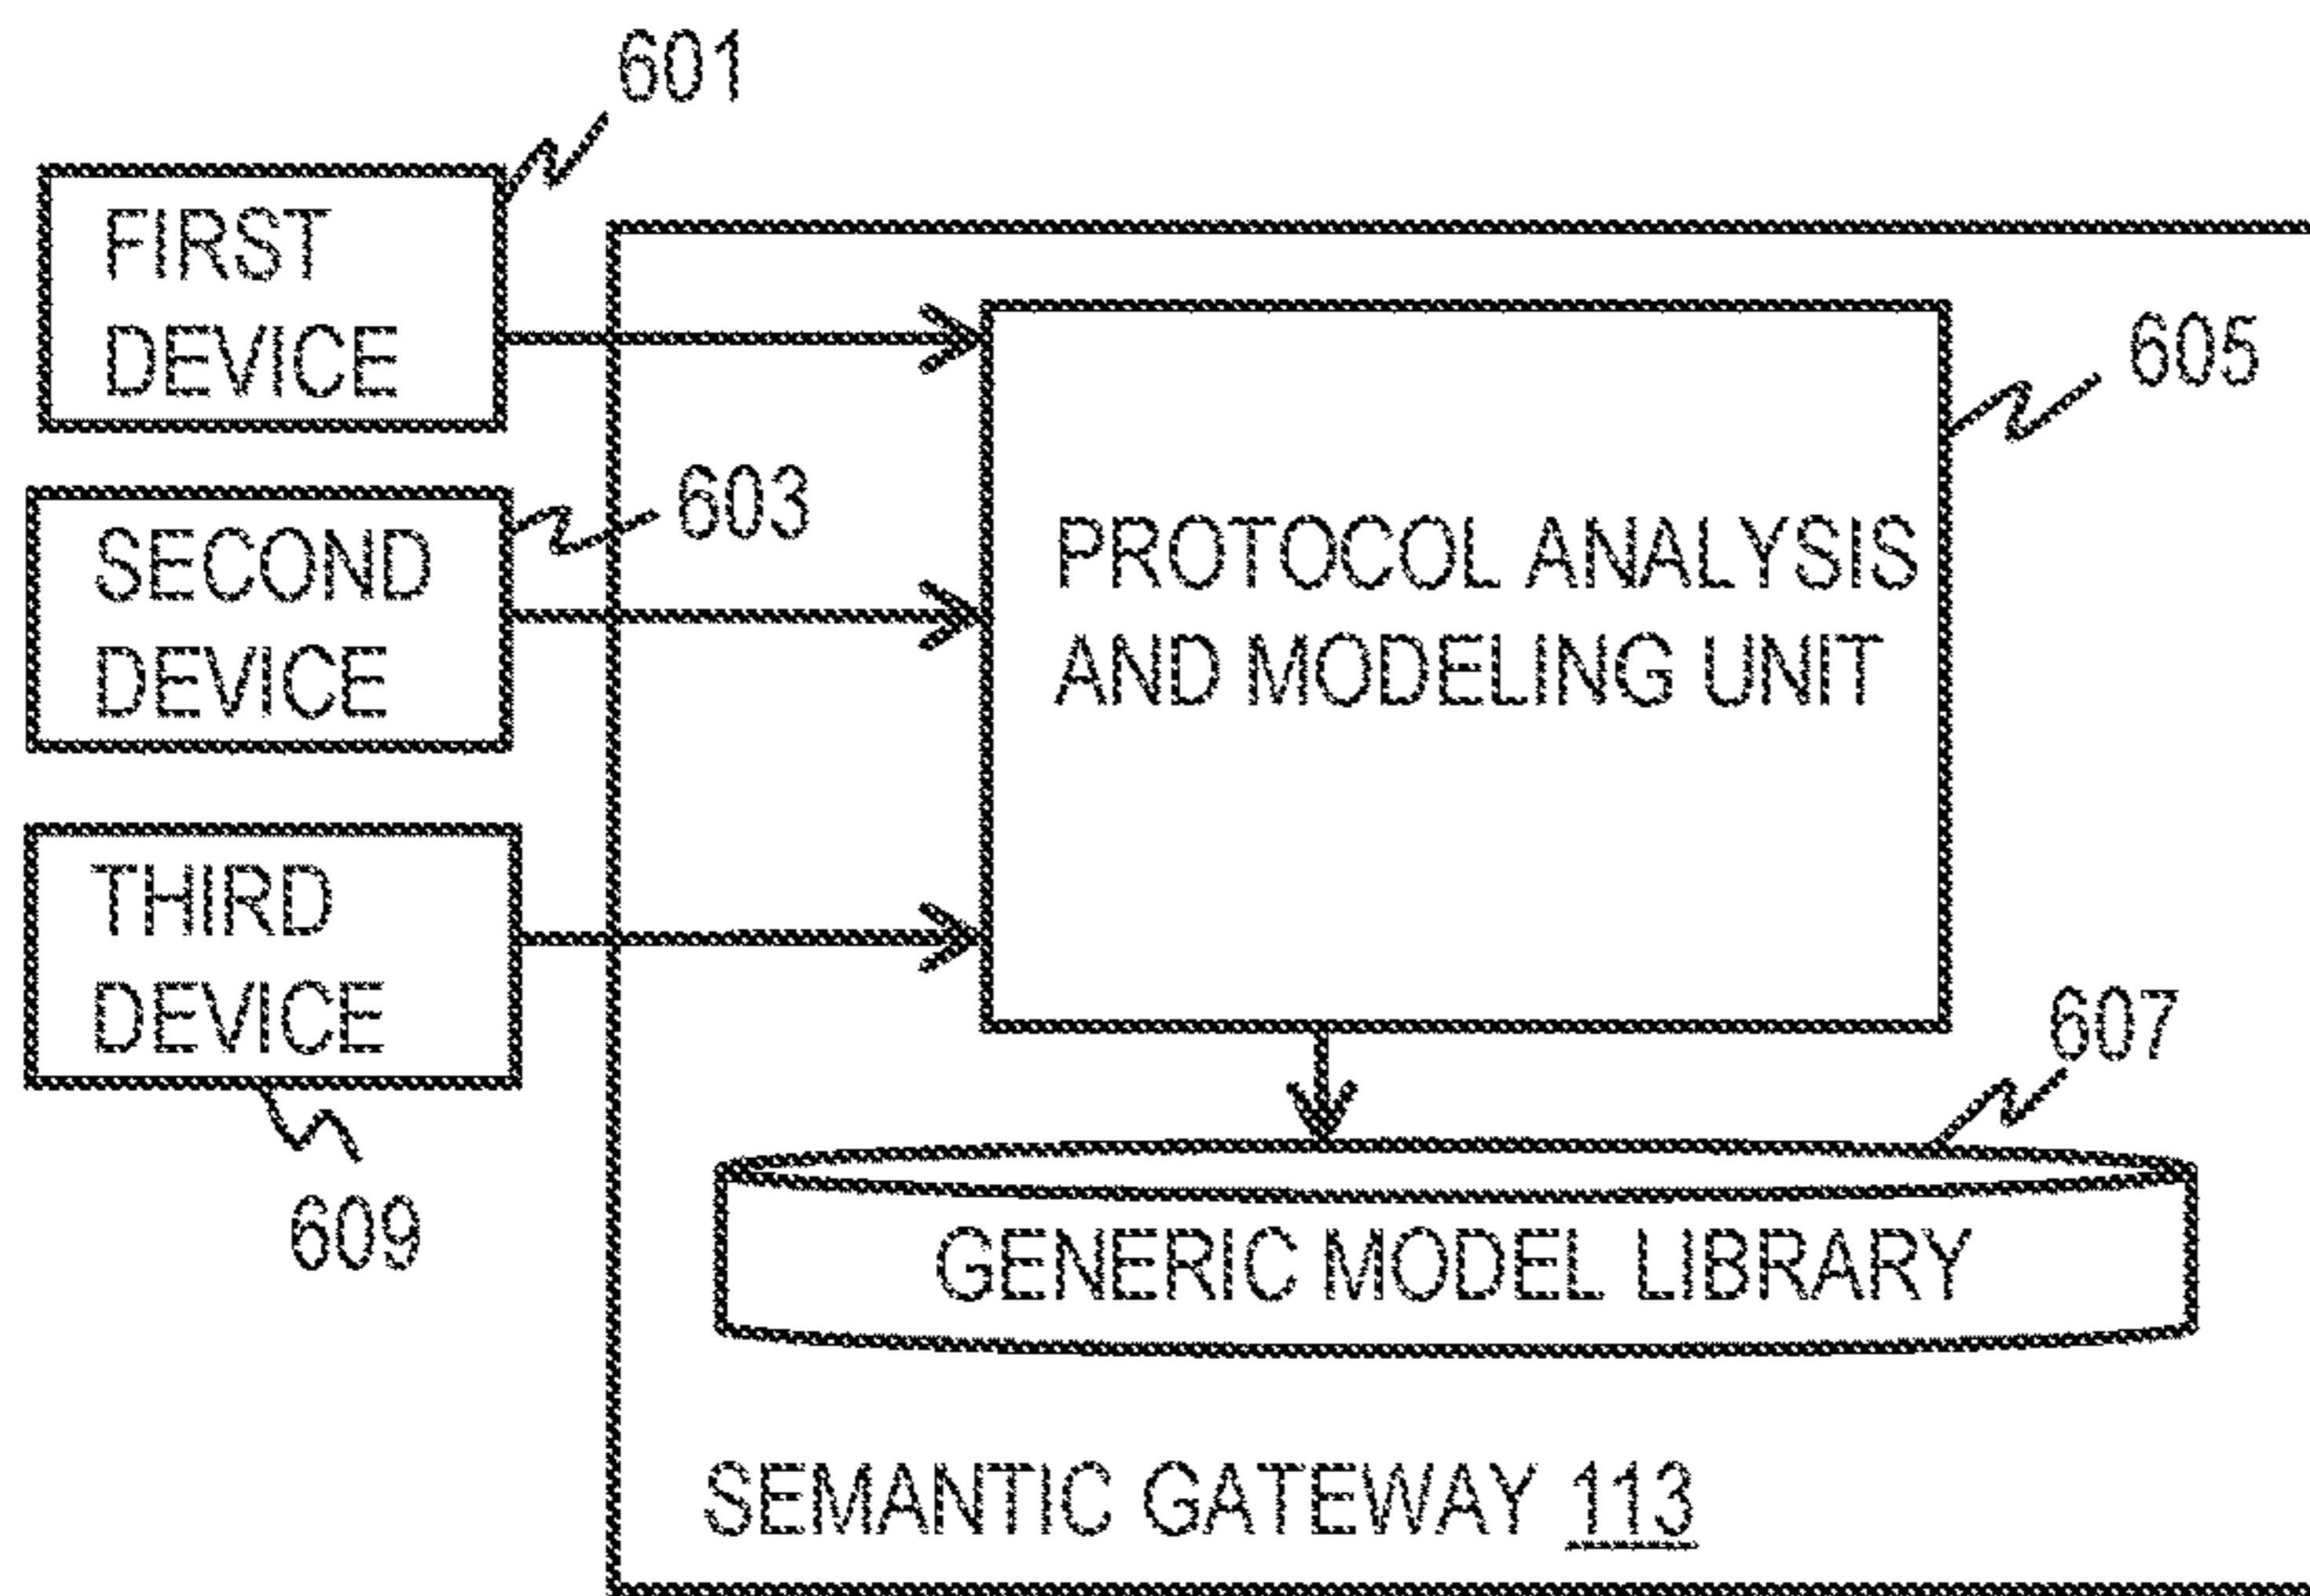 601
FIRST
DEVICE
605
603
SECOND
DEVICE
PROTOCOL ANALYSIS
AND MODELING UNIT
THIRD
DEVICE
607
609
GENERIC MODEL LIBRARY
SEMANTIC GATEWAY 113